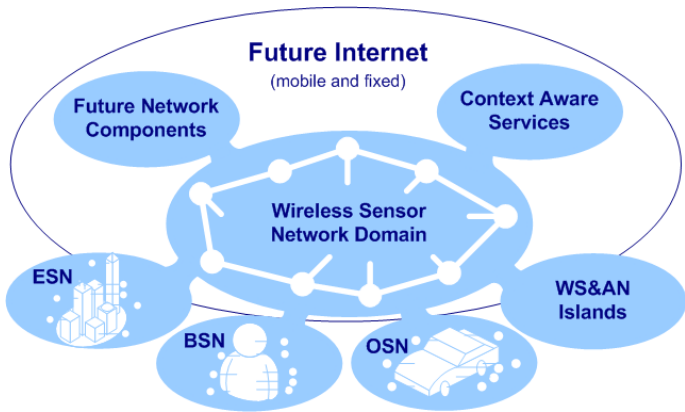 Future Internet
(mobile and fixed)
Future Network
Components
Context Aware
Services
Wireless Sensor
Network Domain
ESN
WS&AN
Islands
BSN
OSN